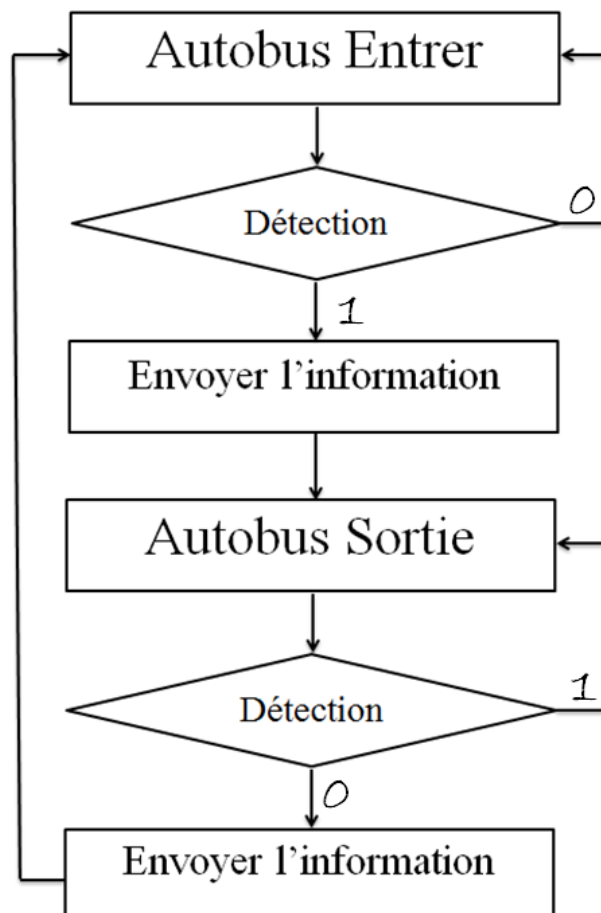 Autobus Entrer
Détection
0
1
Envoyer l’information
Autobus Sortie
Détection
1
0
Envoyer l’information